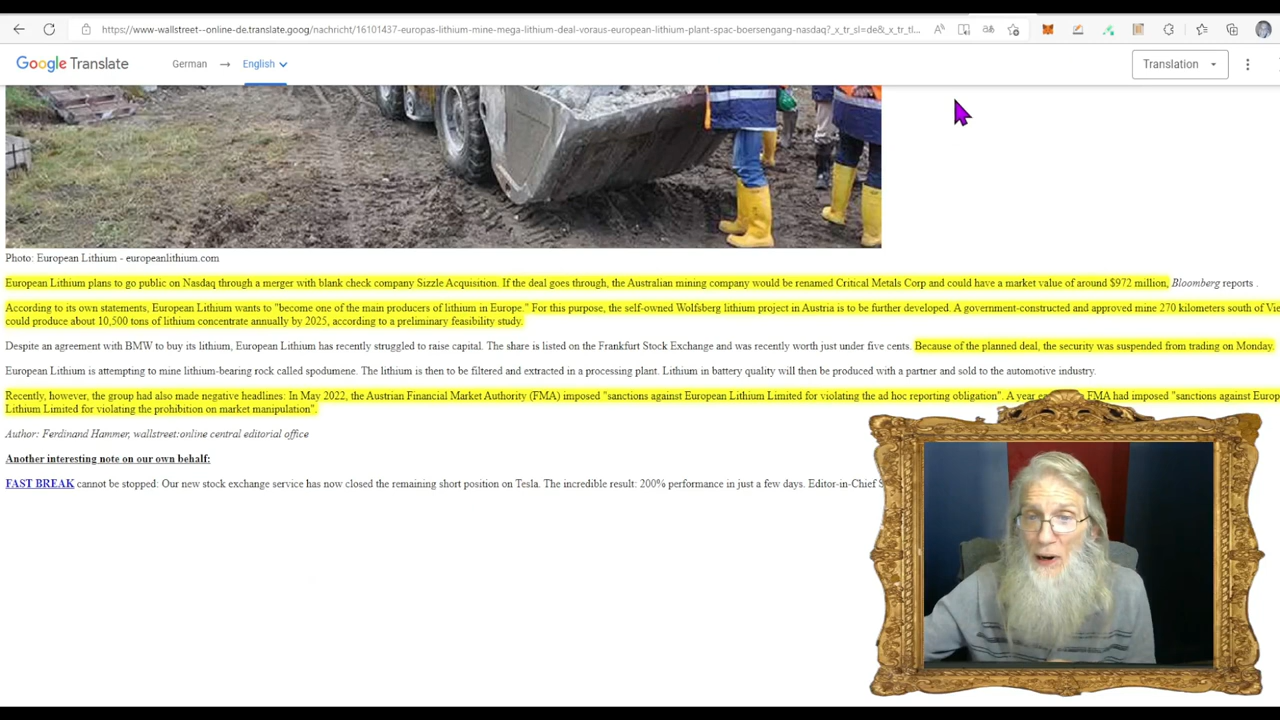 https://www-wallstreet--online-de.translate.goog/nachricht/16101437-europas-lithium-mine-mega-lithium-deal-voraus-european-lithium-plant-spac-boersengang-nasdaq?_x_tr_sl=de&_x_tr_tl...
Google Translate German → English Translation
Photo: European Lithium - europeanlithium.com
European Lithium plans to go public on Nasdaq through a merger with blank check company Sizzle Acquisition. If the deal goes through, the Australian mining company would be renamed Critical Metals Corp and could have a market value of around $972 million, Bloomberg reports .
According to its own statements, European Lithium wants to "become one of the main producers of lithium in Europe." For this purpose, the self-owned Wolfsberg lithium project in Austria is to be further developed. A government-constructed and approved mine 270 kilometers south of Vie
could produce about 10,500 tons of lithium concentrate annually by 2025, according to a preliminary feasibility study.
Despite an agreement with BMW to buy its lithium, European Lithium has recently struggled to raise capital. The share is listed on the Frankfurt Stock Exchange and was recently worth just under five cents. Because of the planned deal, the security was suspended from trading on Monday.
European Lithium is attempting to mine lithium-bearing rock called spodumene. The lithium is then to be filtered and extracted in a processing plant. Lithium in battery quality will then be produced with a partner and sold to the automotive industry.
Recently, however, the group had also made negative headlines: In May 2022, the Austrian Financial Market Authority (FMA) imposed "sanctions against European Lithium Limited for violating the ad hoc reporting obligation". A year FMA had imposed "sanctions against Europ
Lithium Limited for violating the prohibition on market manipulation".
Author: Ferdinand Hammer, wallstreet:online central editorial office
Another interesting note on our own behalf:
FAST BREAK cannot be stopped: Our new stock exchange service has now closed the remaining short position on Tesla. The incredible result: 200% performance in just a few days. Editor-in-Chief S